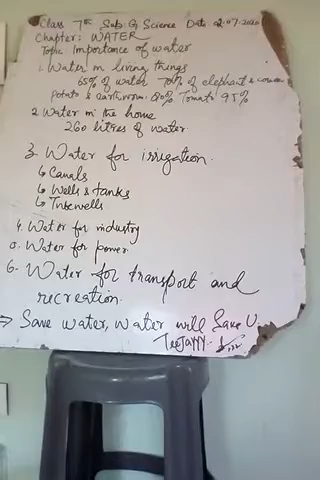 Class 7th Sub: G, Science Date 02.07.2020
Chapter: WATER
Topic Importance of water
1. Water in living things
65% of water 70% of elephant &
Potato & earthworm 80% Tomato 95%
2. Water in the home
260 litres of water
3. Water for irrigation.
Canals
Wells & tanks
Tubewells
4. Water for industry
5. Water for power.
6. Water for transport and
recreation.
⇒ Save water, water will Save U